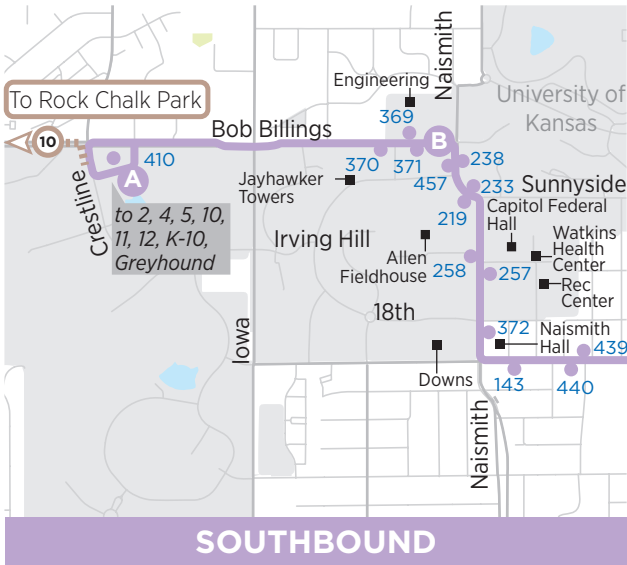 Engineering
Naismith
University of
Kansas
To Rock Chalk Park
10
Bob Billings
369
B
370
371
238
410
A
Crestline
457
233
Sunnyside
Jayhawker
Towers
219
Capitol Federal
Hall
to 2, 4, 5, 10,
11, 12, K-10,
Greyhound
Irving Hill
Watkins
Health
Center
Allen
Fieldhouse
258
257
Rec
Center
18th
Iowa
372
Naismith
Hall
439
Downs
143
440
Naismith
SOUTHBOUND